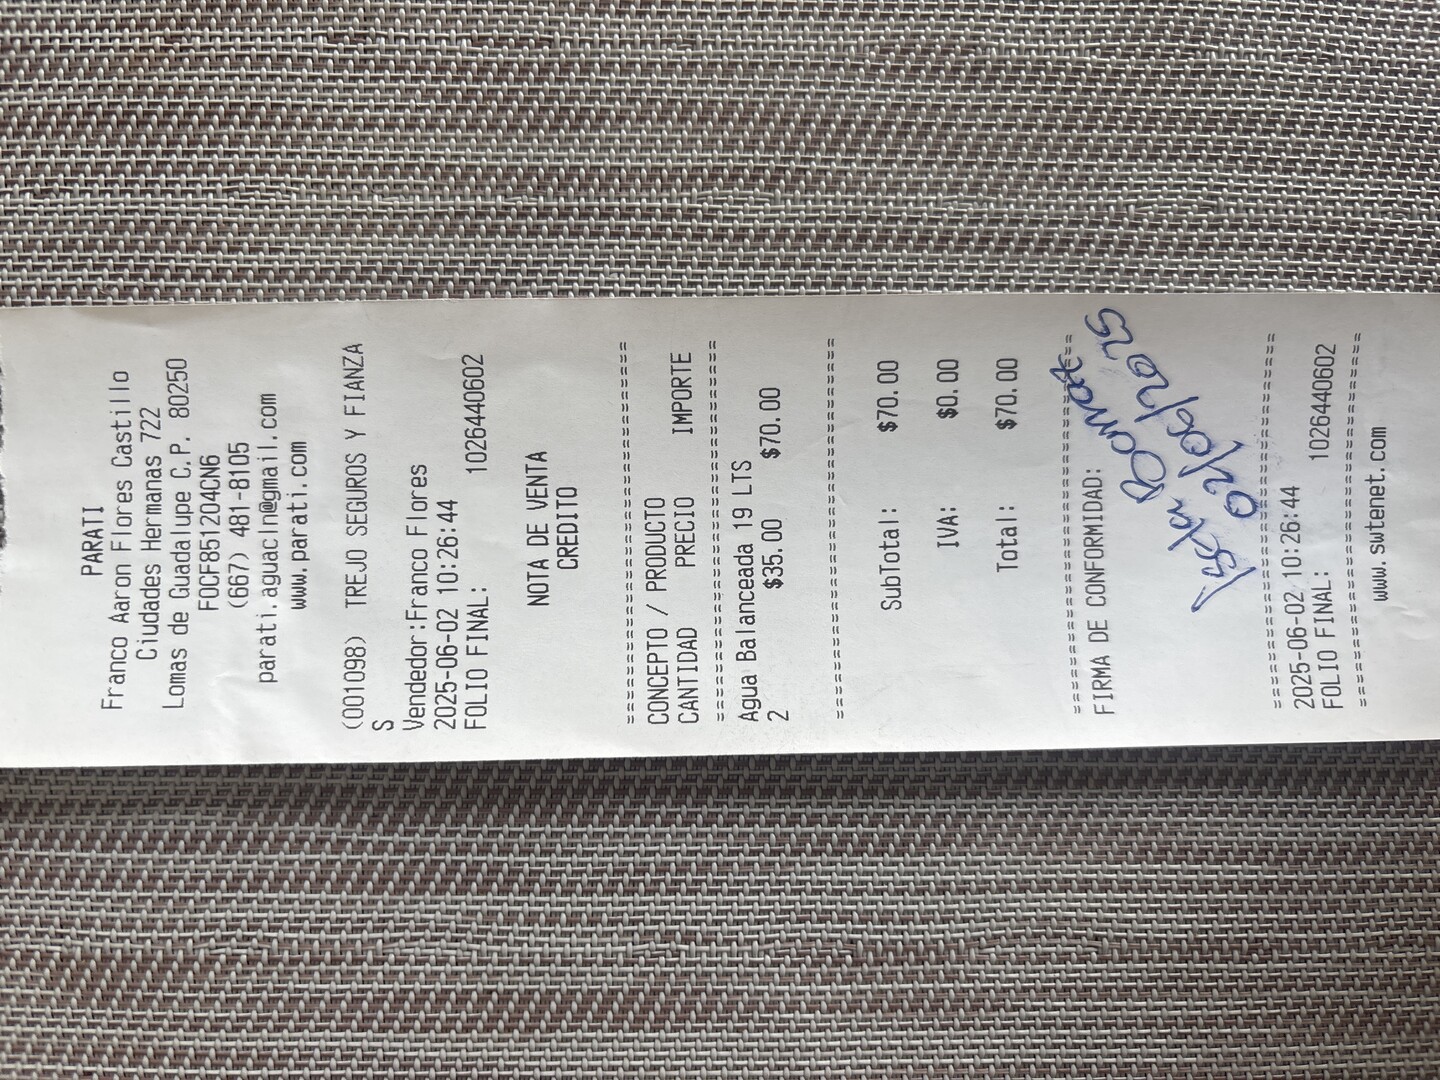 PARATI
Franco Aaron Flores Castillo
Ciudades Hermanas 722
Lomas de Guadalupe C.P. 80250
FOCF851204CN6
(667) 481-8105
parati.aguacln@gmail.com
www.parati.com
(001098) TREJO SEGUROS Y FIANZA
S
Vendedor:Franco Flores
2025-06-02 10:26:44
FOLIO FINAL: 1026440602
NOTA DE VENTA
CREDITO
==============================
CONCEPTO / PRODUCTO
CANTIDAD PRECIO IMPORTE
==============================
Agua Balanceada 19 LTS
2 $35.00 $70.00
==============================
SubTotal: $70.00
IVA: $0.00
Total: $70.00
==============================
FIRMA DE CONFORMIDAD:
02/06/2025
==============================
2025-06-02 10:26:44
FOLIO FINAL: 1026440602
==============================
www.swtenet.com